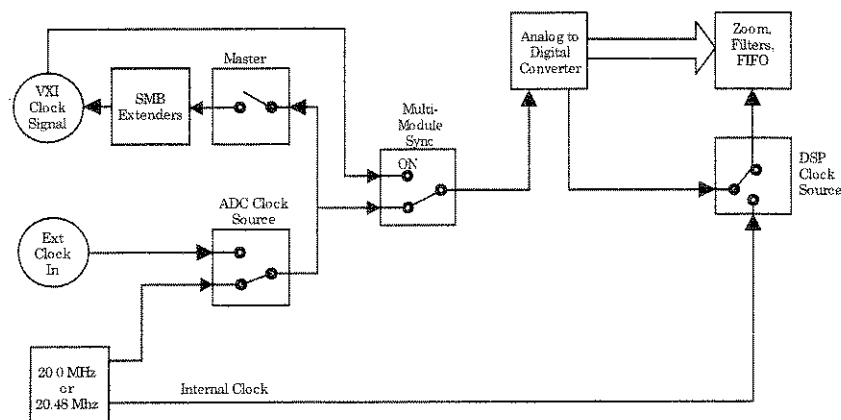 VXI
Clock
Signal
SMB
Extenders
Master
Multi-
Module
Sync
ON
Analog to
Digital
Converter
Zoom,
Filters,
FIFO
DSP
Clock
Source
ADC Clock
Source
Ext
Clock
In
20.0 MHz
or
20.48 Mhz
Internal Clock